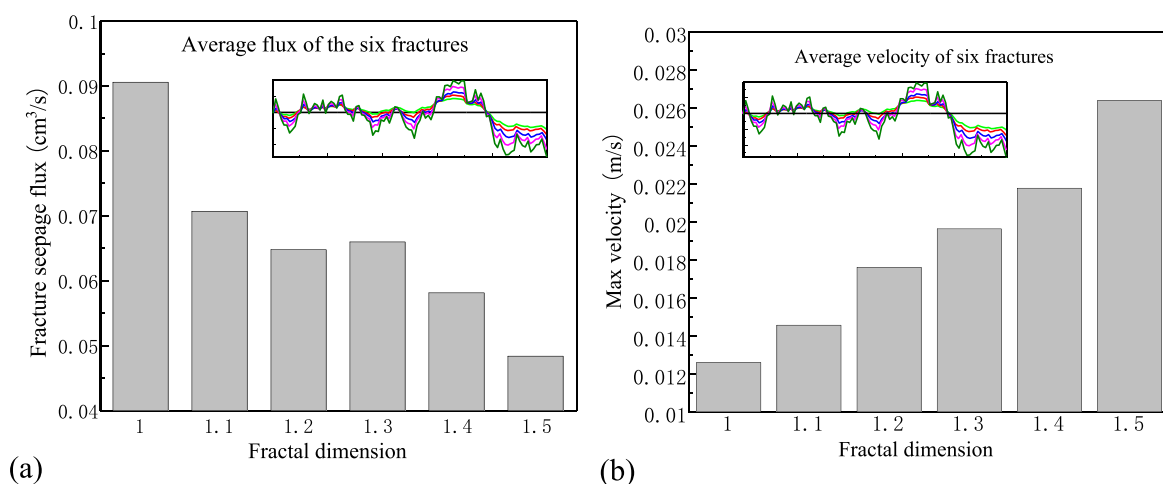 Average flux of the six fractures
Fracture seepage flux (cm³/s)
0.1
0.09
0.08
0.07
0.06
0.05
0.04
1 1.1 1.2 1.3 1.4 1.5
Fractal dimension
(a)
Average velocity of six fractures
Max velocity (m/s)
0.03
0.028
0.026
0.024
0.022
0.02
0.018
0.016
0.014
0.012
0.01
1 1.1 1.2 1.3 1.4 1.5
Fractal dimension
(b)